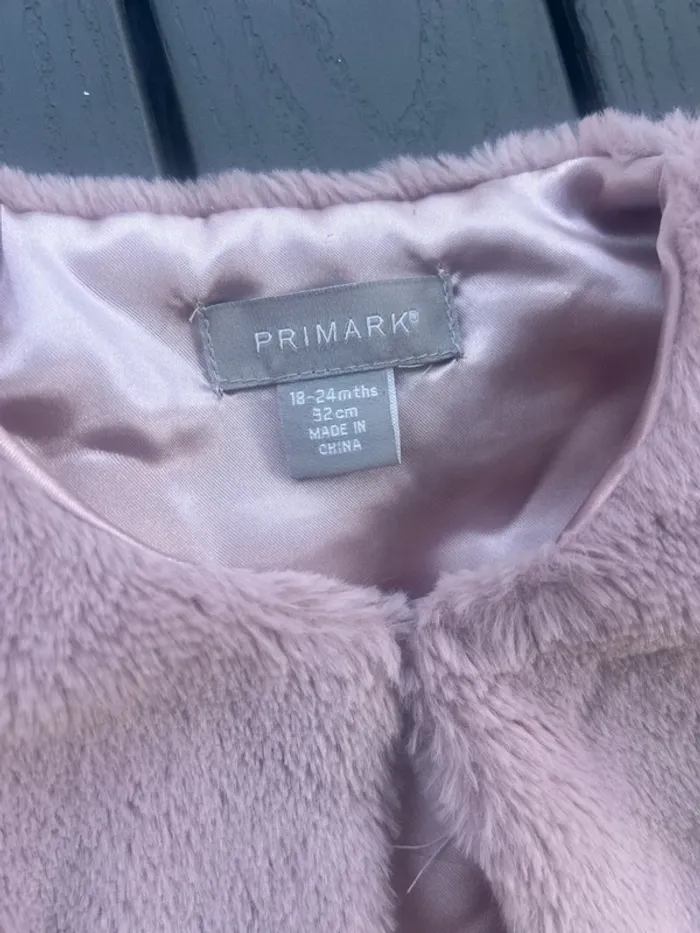 PRIMARK®
18-24mths
92cm
MADE IN
CHINA